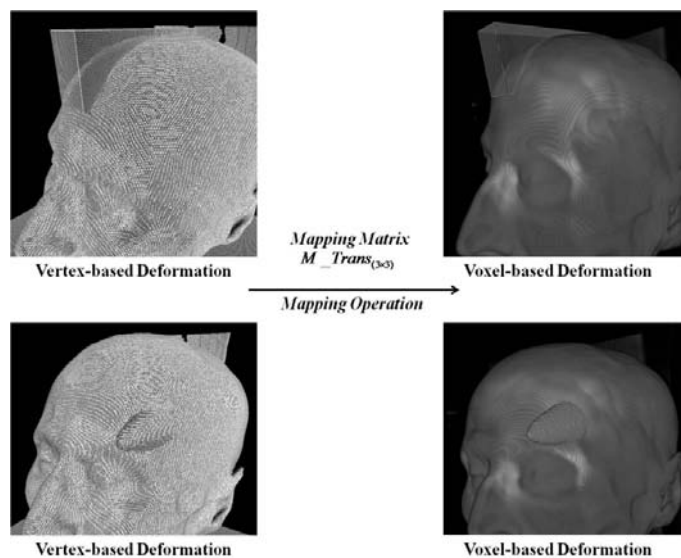 Mapping Matrix
M_Trans(3×3)
Vertex-based Deformation
Voxel-based Deformation
Mapping Operation
Vertex-based Deformation
Voxel-based Deformation